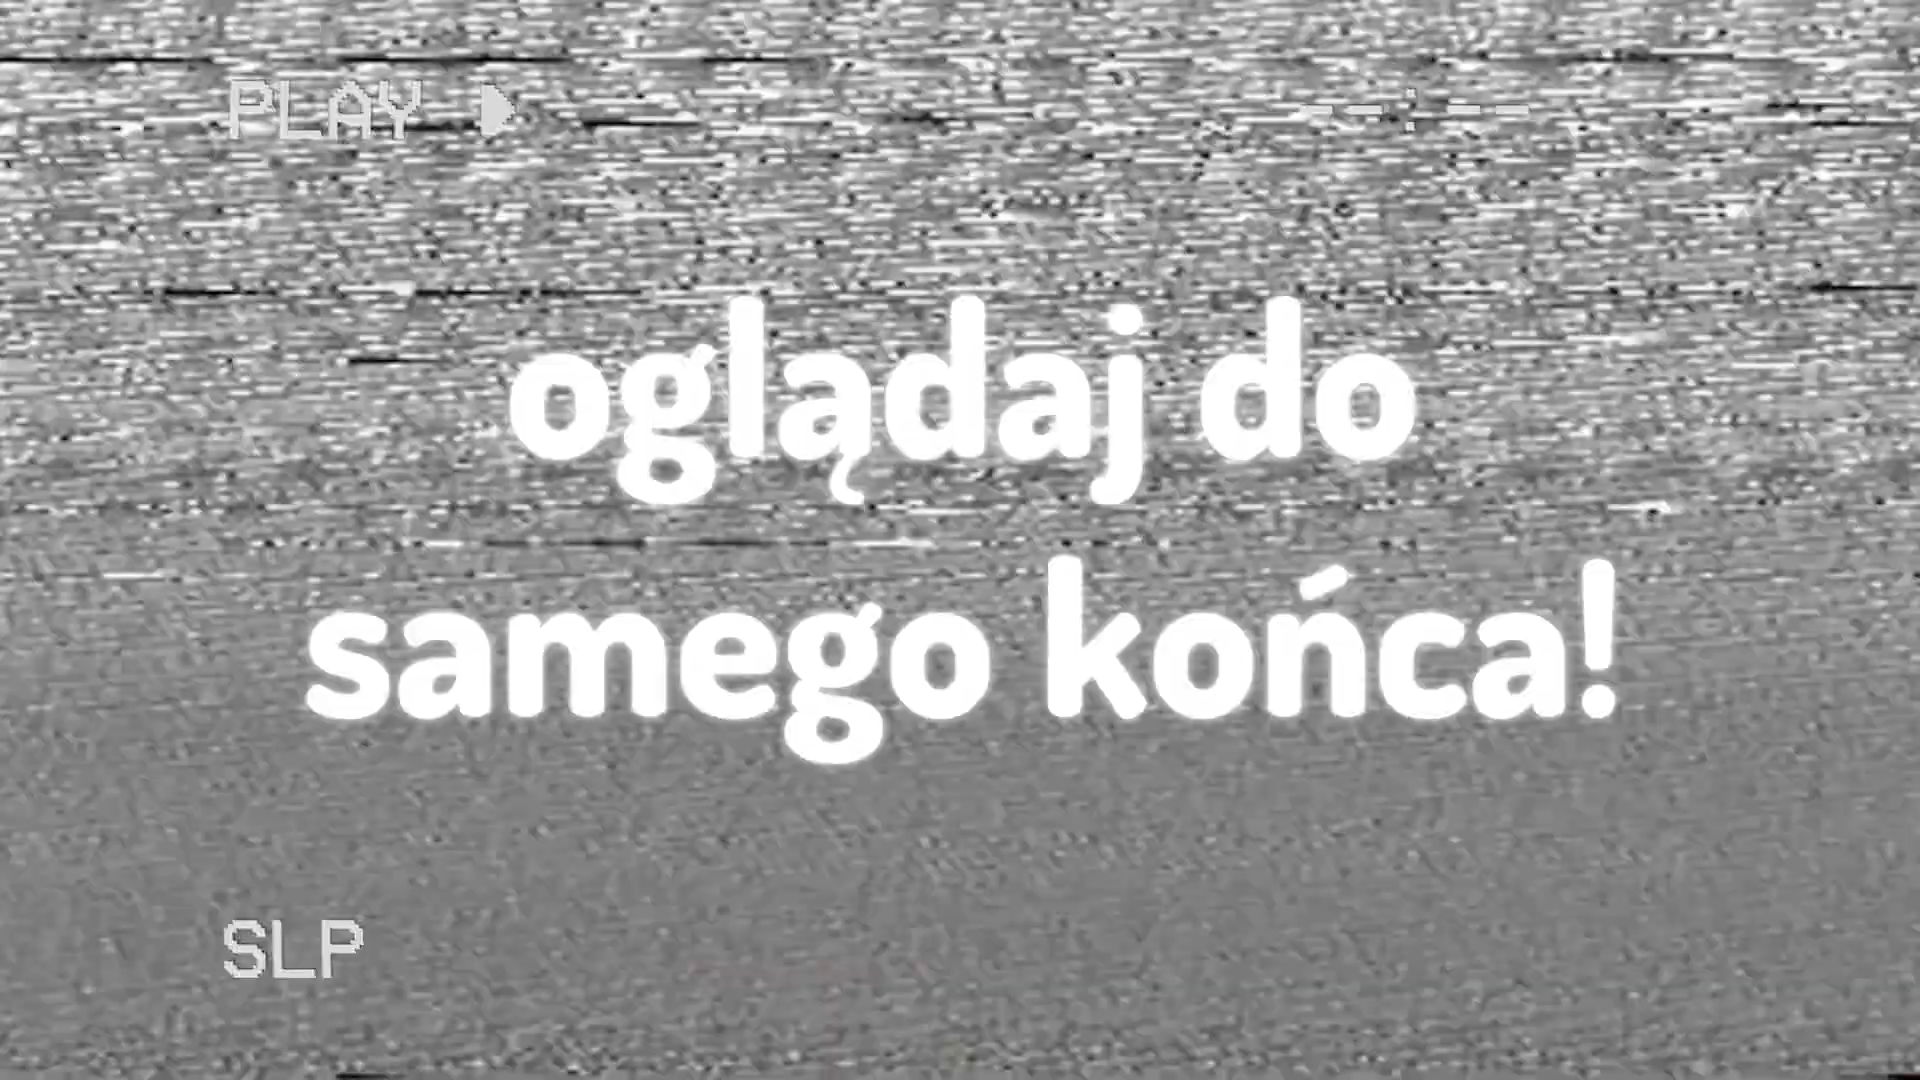 PLAY ▶ --:--
oglądaj do
samego końca!
SLP